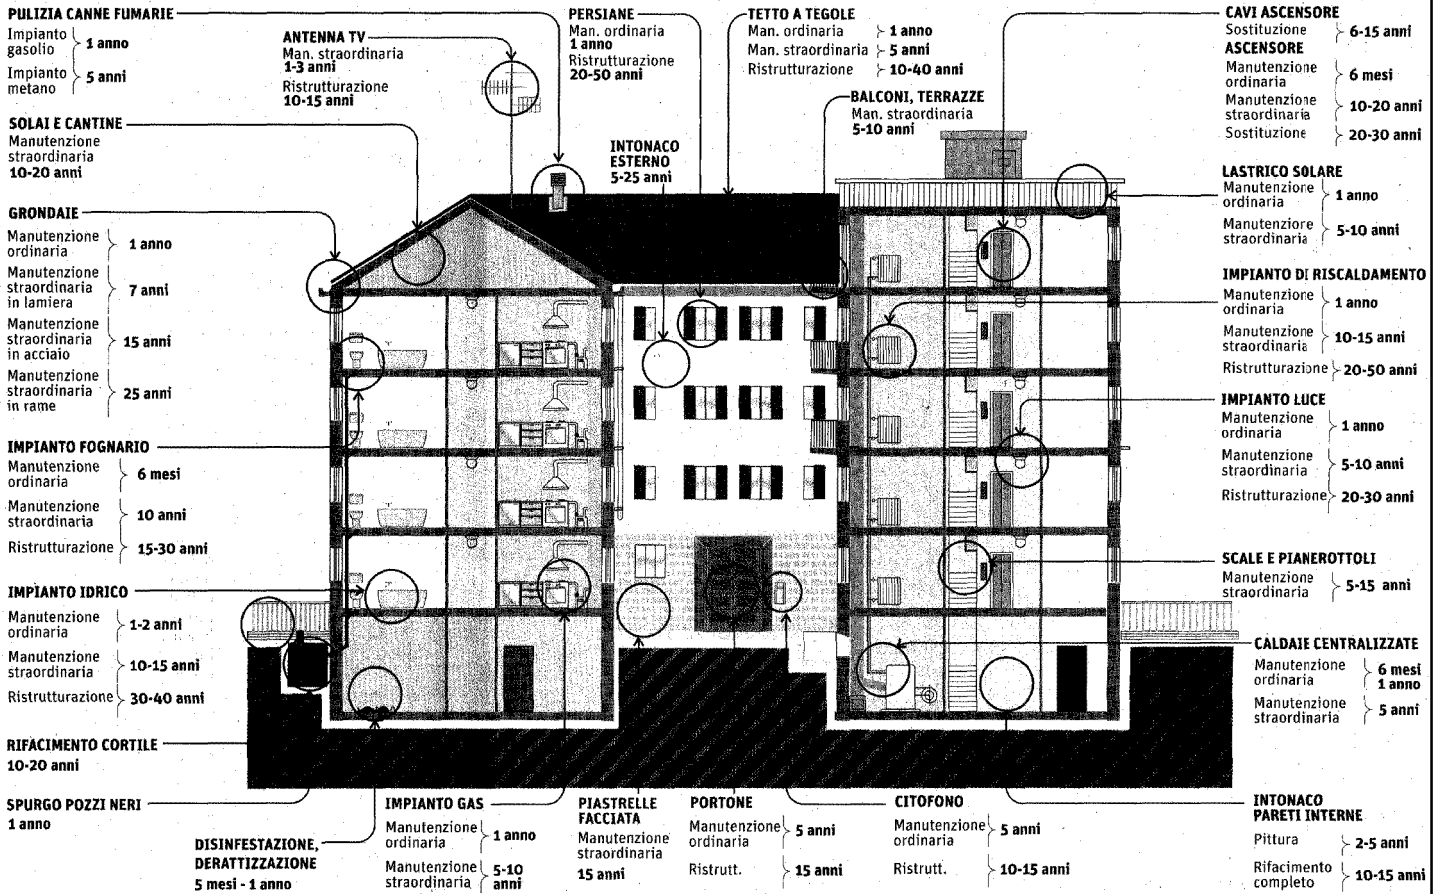 PULIZIA CANNE FUMARIE
Impianto
gasolio
1 anno
Impianto
metano
5 anni
ANTENNA TV
Man. straordinaria
1-3 anni
Ristrutturazione
10-15 anni
PERSIANE
Man. ordinaria
1 anno
Ristrutturazione
20-50 anni
TETTO A TEGOLE
Man. ordinaria 1 anno
Man. straordinaria 5 anni
Ristrutturazione 10-40 anni
BALCONI, TERRAZZE
Man. straordinaria
5-10 anni
INTONACO
ESTERNO
5-25 anni
CAVI ASCENSORE
Sostituzione 6-15 anni
ASCENSORE
Manutenzione
ordinaria
6 mesi
Manutenzione
straordinaria
10-20 anni
Sostituzione 20-30 anni
LASTRICO SOLARE
Manutenzione
ordinaria
1 anno
Manutenzione
straordinaria
5-10 anni
IMPIANTO DI RISCALDAMENTO
Manutenzione
ordinaria
1 anno
Manutenzione
straordinaria
10-15 anni
Ristrutturazione 20-50 anni
IMPIANTO LUCE
Manutenzione
ordinaria
1 anno
Manutenzione
straordinaria
5-10 anni
Ristrutturazione 20-30 anni
SCALE E PIANEROTTOLI
Manutenzione
straordinaria
5-15 anni
CALDAIE CENTRALIZZATE
Manutenzione
ordinaria
6 mesi
1 anno
Manutenzione
straordinaria
5 anni
INTONACO
PARETI INTERNE
Pittura 2-5 anni
Rifacimento
completo
10-15 anni
SOLAI E CANTINE
Manutenzione
straordinaria
10-20 anni
GRONDAIE
Manutenzione
ordinaria
1 anno
Manutenzione
straordinaria
in lamiera
7 anni
Manutenzione
straordinaria
in acciaio
15 anni
Manutenzione
straordinaria
in rame
25 anni
IMPIANTO FOGNARIO
Manutenzione
ordinaria
6 mesi
Manutenzione
straordinaria
10 anni
Ristrutturazione 15-30 anni
IMPIANTO IDRICO
Manutenzione
ordinaria
1-2 anni
Manutenzione
straordinaria
10-15 anni
Ristrutturazione 30-40 anni
RIFACIMENTO CORTILE
10-20 anni
SPURGO POZZI NERI
1 anno
DISINFESTAZIONE,
DERATTIZZAZIONE
5 mesi - 1 anno
IMPIANTO GAS
Manutenzione
ordinaria
1 anno
Manutenzione
straordinaria
5-10
anni
PIASTRELLE
FACCIATA
Manutenzione
straordinaria
15 anni
PORTONE
Manutenzione
ordinaria
5 anni
Ristrutt. 15 anni
CITOFONO
Manutenzione
ordinaria
5 anni
Ristrutt. 10-15 anni